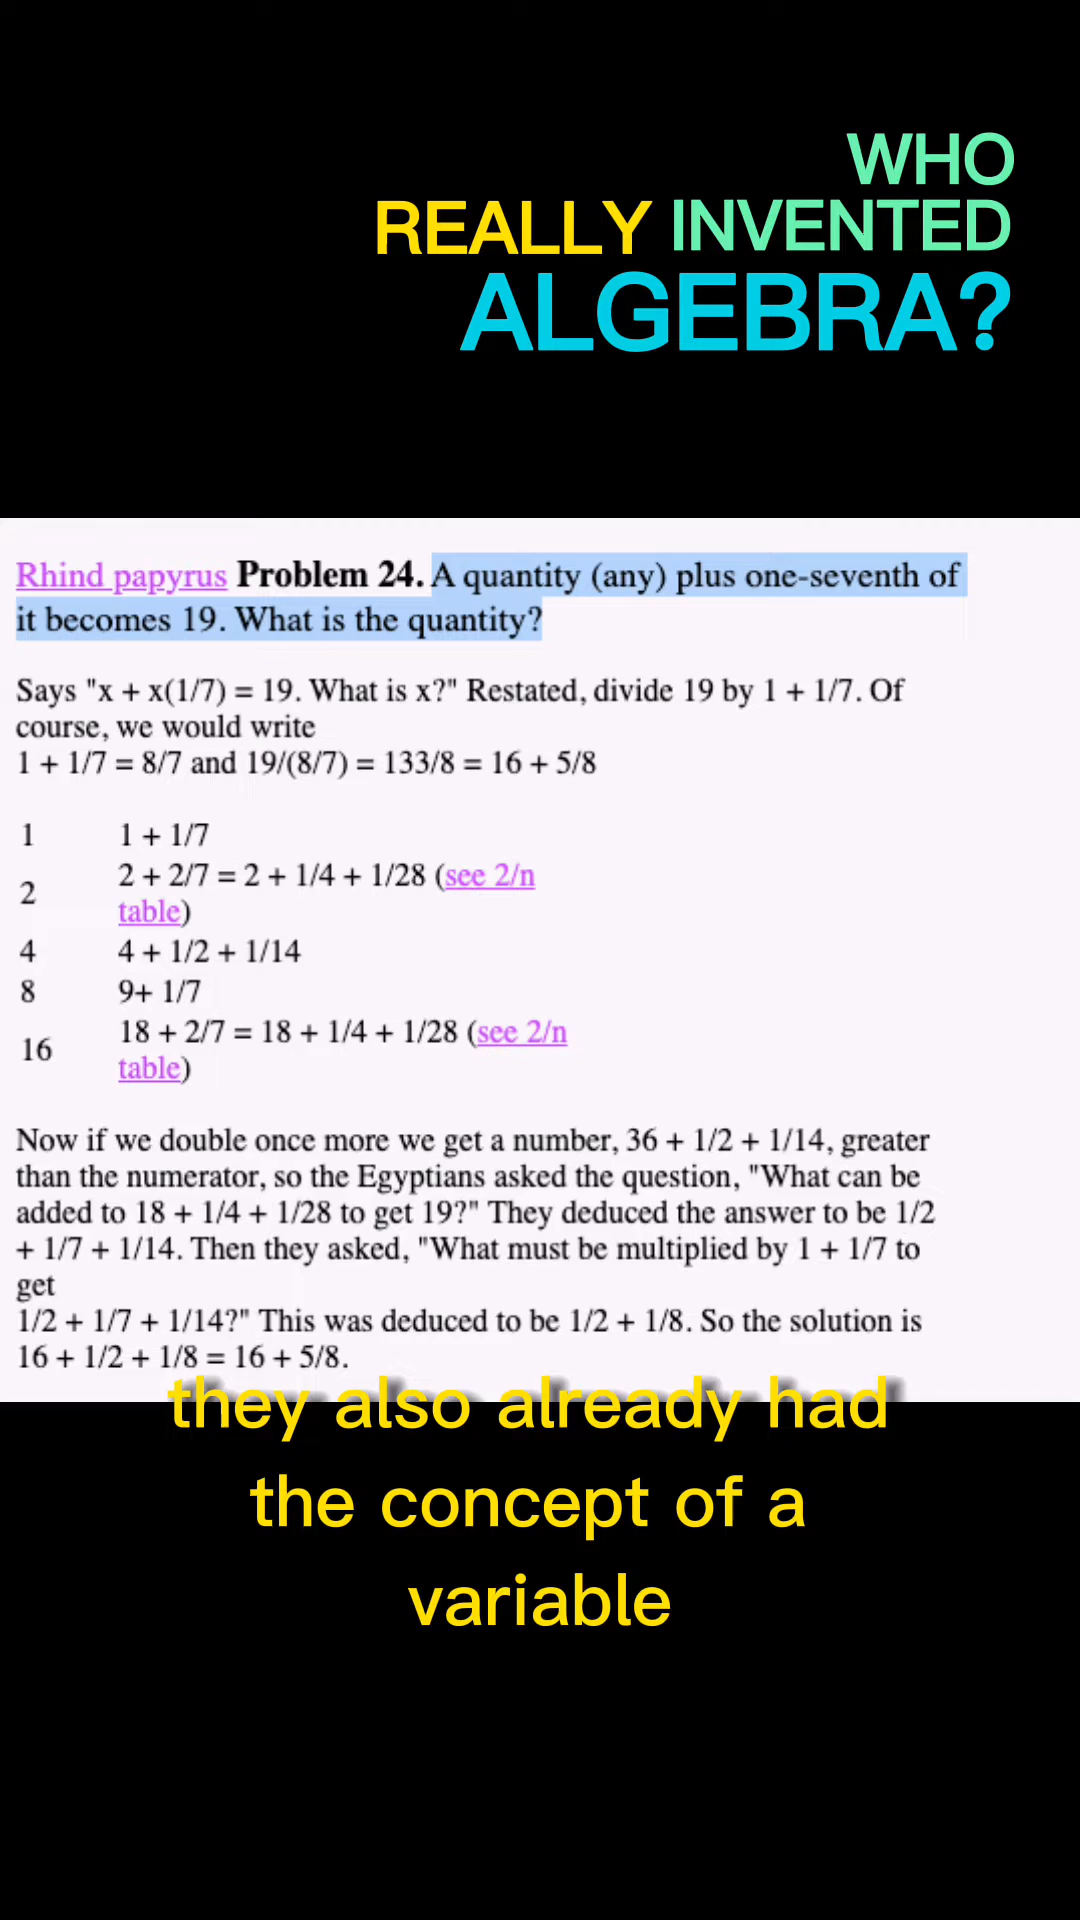 WHO
REALLY INVENTED
ALGEBRA?
Rhind papyrus Problem 24. A quantity (any) plus one-seventh of
it becomes 19. What is the quantity?
Says "x + x(1/7) = 19. What is x?" Restated, divide 19 by 1 + 1/7. Of
course, we would write
1 + 1/7 = 8/7 and 19/(8/7) = 133/8 = 16 + 5/8
1 1 + 1/7
2 2 + 2/7 = 2 + 1/4 + 1/28 (see 2/n
table)
4 4 + 1/2 + 1/14
8 9+ 1/7
16 18 + 2/7 = 18 + 1/4 + 1/28 (see 2/n
table)
Now if we double once more we get a number, 36 + 1/2 + 1/14, greater
than the numerator, so the Egyptians asked the question, "What can be
added to 18 + 1/4 + 1/28 to get 19?" They deduced the answer to be 1/2
+ 1/7 + 1/14. Then they asked, "What must be multiplied by 1 + 1/7 to
get
1/2 + 1/7 + 1/14?" This was deduced to be 1/2 + 1/8. So the solution is
16 + 1/2 + 1/8 = 16 + 5/8.
they also already had
the concept of a
variable